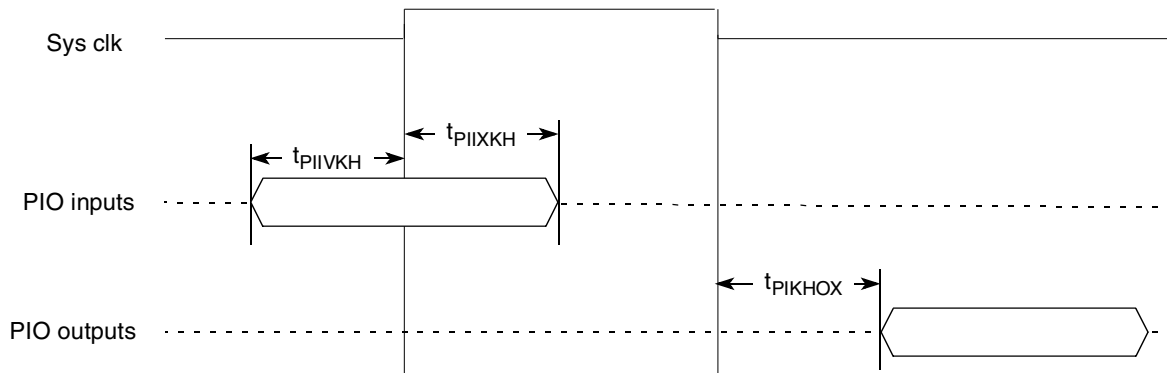 Sys clk
tPIIXKH
tPIIVKH
PIO inputs
tPIKHOX
PIO outputs